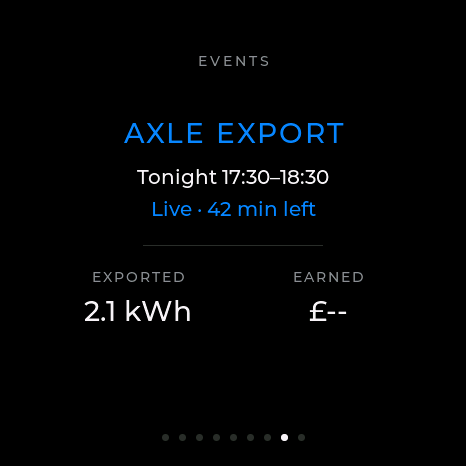 EVENTS
AXLE EXPORT
Tonight 17:30–18:30
Live · 42 min left
EXPORTED EARNED
2.1 kWh £--